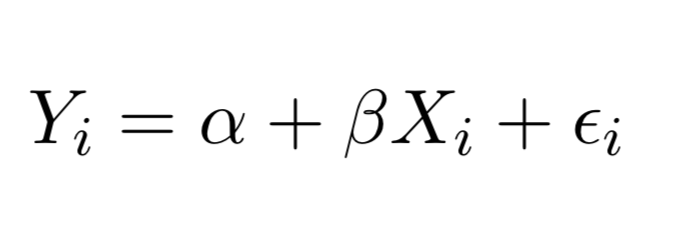 Yᵢ = α + βXᵢ + ϵᵢ